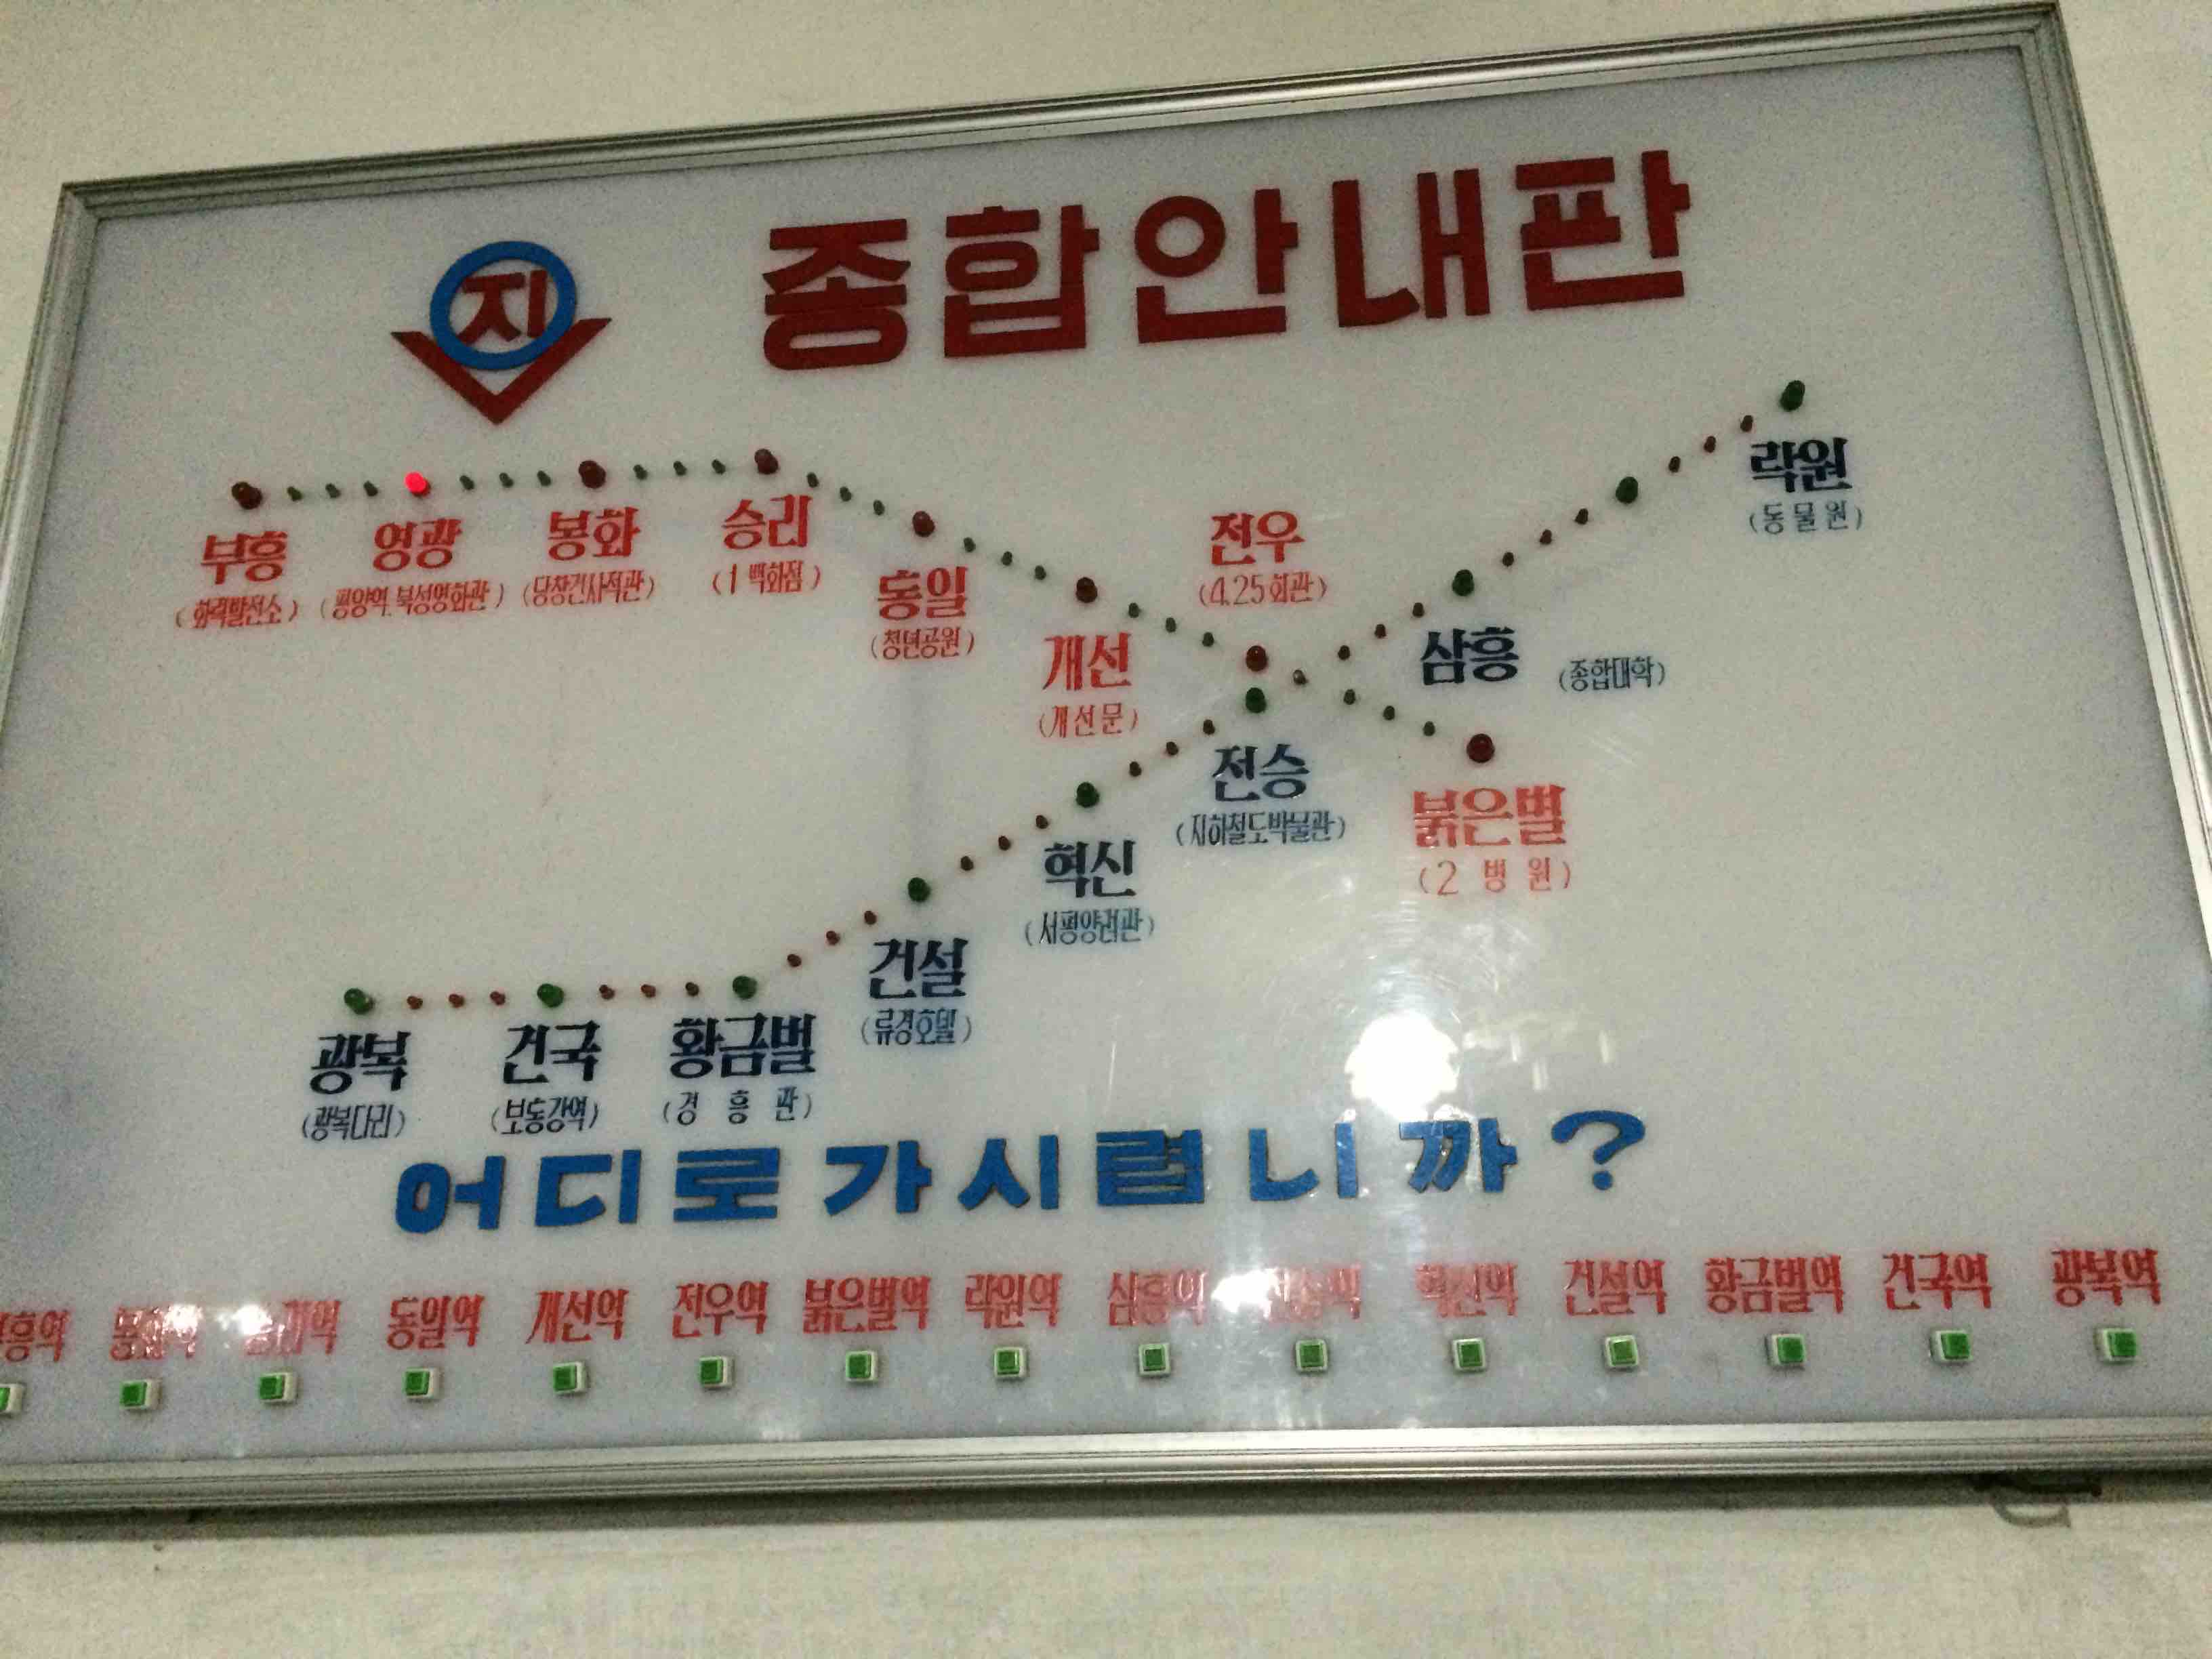 지
종합안내판
부흥
(화력발전소)
영광
(평양역.북성영화관)
봉화
(당창건사적관)
승리
(1백화점)
동일
(청년공원)
개선
(개선문)
전우
(4.25회관)
붉은별
(2병원)
락원
(동물원)
삼흥
(종합대학)
전승
(지하철도박물관)
혁신
(서평양려관)
건설
(류경호텔)
황금벌
(경흥관)
건국
(보통강역)
광복
(광복다리)
어디로가시렵니까?
동일역 개선역 전우역 붉은별역 락원역 삼흥역 혁신역 건설역 황금벌역 건국역 광복역